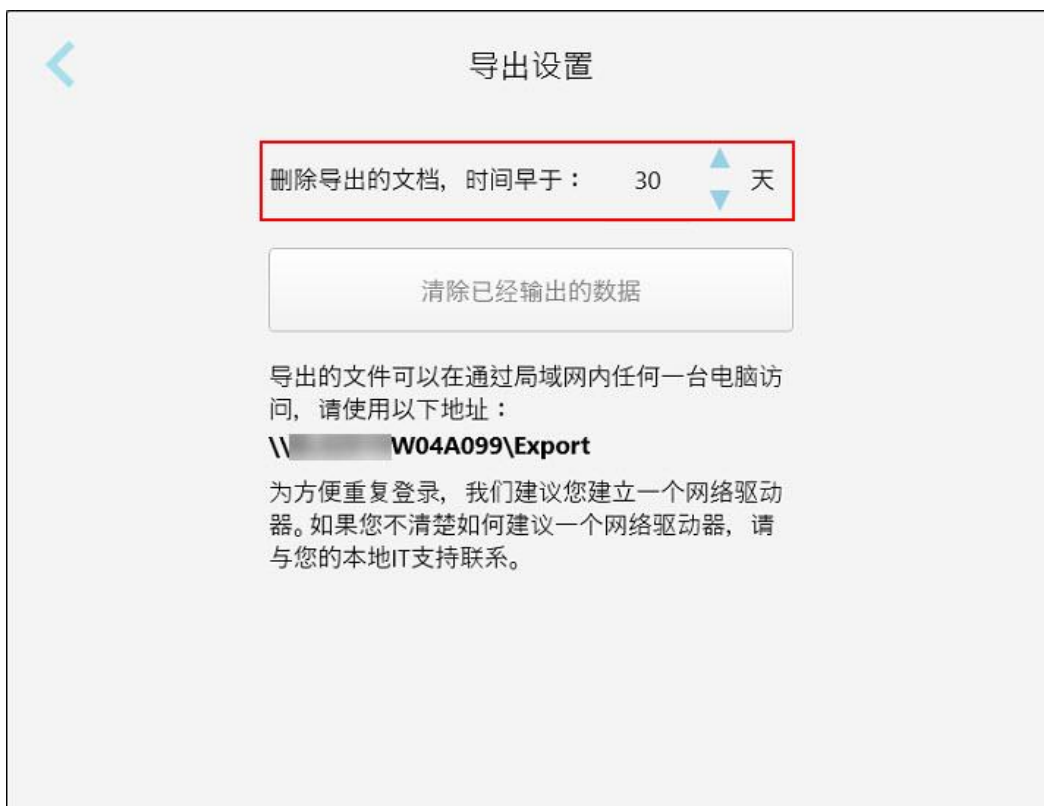 导出设置
删除导出的文档，时间早于： 30 天
清除已经输出的数据
导出的文件可以在通过局域网内任何一台电脑访
问，请使用以下地址：
\\ W04A099\Export
为方便重复登录，我们建议您建立一个网络驱动
器。如果您不清楚如何建议一个网络驱动器，请
与您的本地IT支持联系。